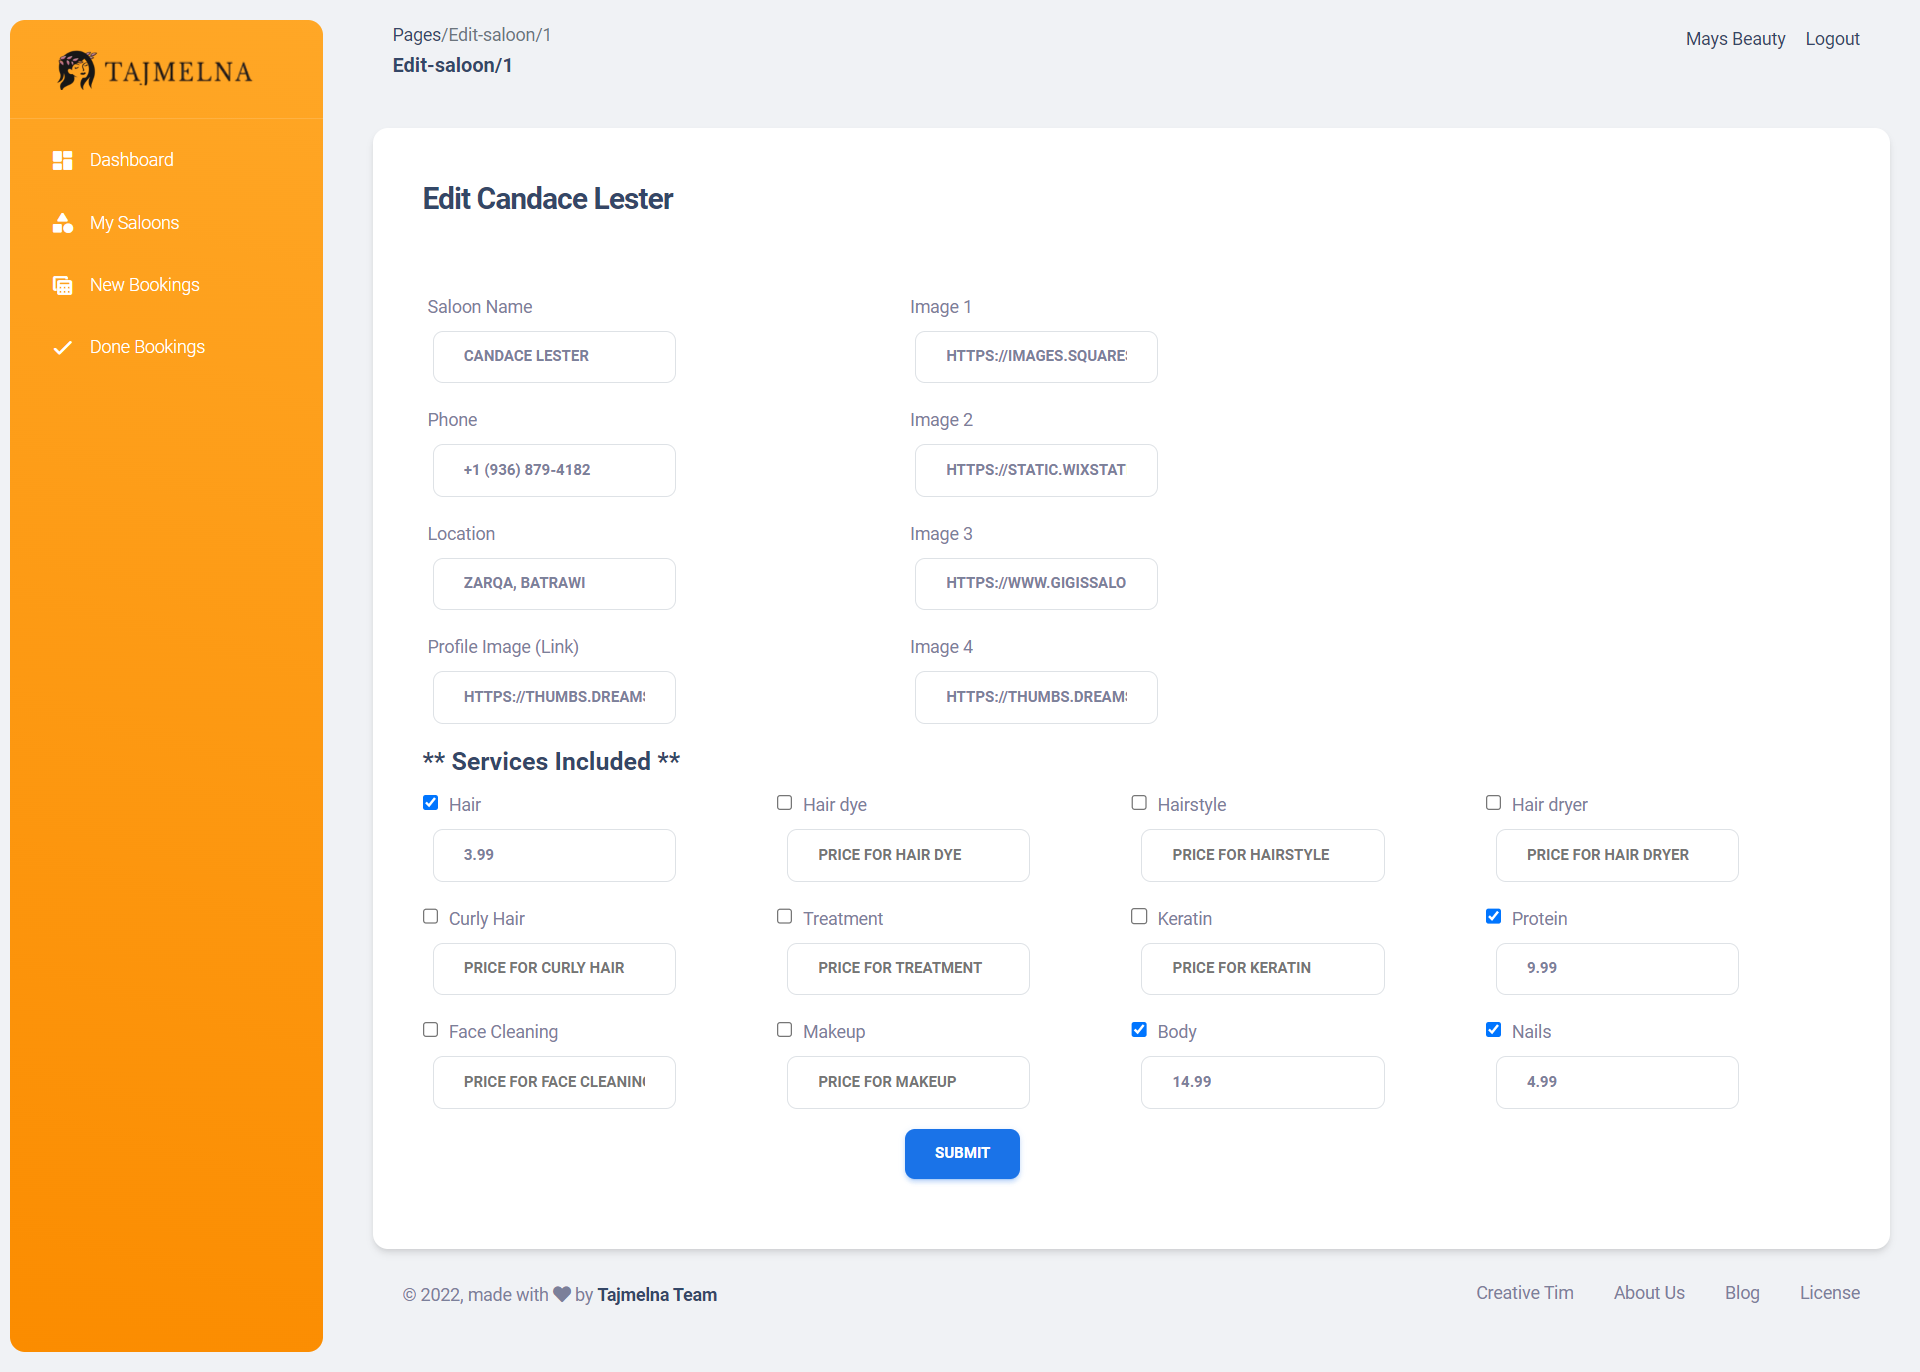 TAJMELNA
Dashboard
My Saloons
New Bookings
Done Bookings
Pages/Edit-saloon/1
Edit-saloon/1
Mays Beauty Logout
Edit Candace Lester
Saloon Name Image 1
CANDACE LESTER HTTPS://IMAGES.SQUARES
Phone Image 2
+1 (936) 879-4182 HTTPS://STATIC.WIXSTAT
Location Image 3
ZARQA, BATRAWI HTTPS://WWW.GIGISSALO
Profile Image (Link) Image 4
HTTPS://THUMBS.DREAMS HTTPS://THUMBS.DREAMS
** Services Included **
Hair Hair dye Hairstyle Hair dryer
3.99 PRICE FOR HAIR DYE PRICE FOR HAIRSTYLE PRICE FOR HAIR DRYER
Curly Hair Treatment Keratin Protein
PRICE FOR CURLY HAIR PRICE FOR TREATMENT PRICE FOR KERATIN 9.99
Face Cleaning Makeup Body Nails
PRICE FOR FACE CLEANING PRICE FOR MAKEUP 14.99 4.99
SUBMIT
© 2022, made with by Tajmelna Team
Creative Tim About Us Blog License